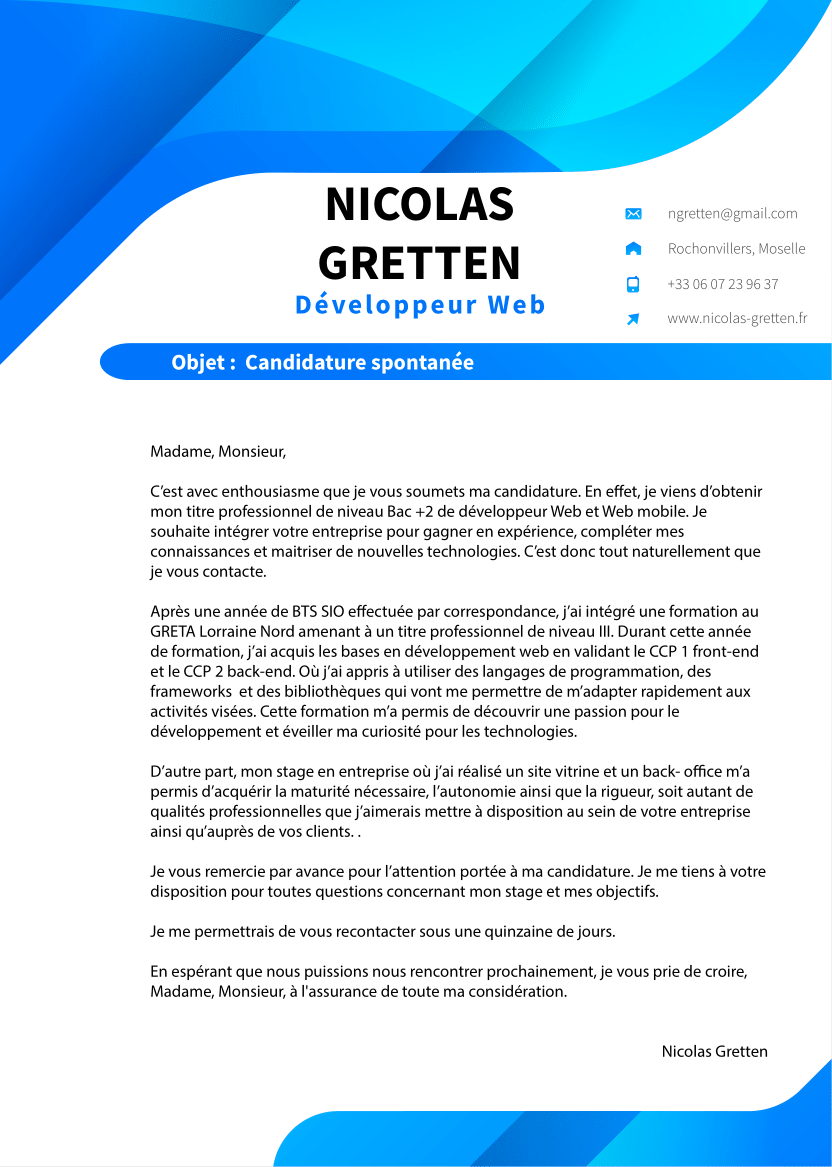 NICOLAS
GRETTEN
Développeur Web
ngretten@gmail.com
Rochonvillers, Moselle
+33 06 07 23 96 37
www.nicolas-gretten.fr
Objet :  Candidature spontanée
Madame, Monsieur,
C’est avec enthousiasme que je vous soumets ma candidature. En effet, je viens d’obtenir
mon titre professionnel de niveau Bac +2 de développeur Web et Web mobile. Je
souhaite intégrer votre entreprise pour gagner en expérience, compléter mes
connaissances et maitriser de nouvelles technologies. C’est donc tout naturellement que
je vous contacte.
Après une année de BTS SIO effectuée par correspondance, j’ai intégré une formation au
GRETA Lorraine Nord amenant à un titre professionnel de niveau III. Durant cette année
de formation, j’ai acquis les bases en développement web en validant le CCP 1 front-end
et le CCP 2 back-end. Où j’ai appris à utiliser des langages de programmation, des
frameworks  et des bibliothèques qui vont me permettre de m’adapter rapidement aux
activités visées. Cette formation m’a permis de découvrir une passion pour le
développement et éveiller ma curiosité pour les technologies.
D’autre part, mon stage en entreprise où j’ai réalisé un site vitrine et un back- office m’a
permis d’acquérir la maturité nécessaire, l’autonomie ainsi que la rigueur, soit autant de
qualités professionnelles que j’aimerais mettre à disposition au sein de votre entreprise
ainsi qu’auprès de vos clients. .
Je vous remercie par avance pour l’attention portée à ma candidature. Je me tiens à votre
disposition pour toutes questions concernant mon stage et mes objectifs.
Je me permettrais de vous recontacter sous une quinzaine de jours.
En espérant que nous puissions nous rencontrer prochainement, je vous prie de croire,
Madame, Monsieur, à l'assurance de toute ma considération.
Nicolas Gretten